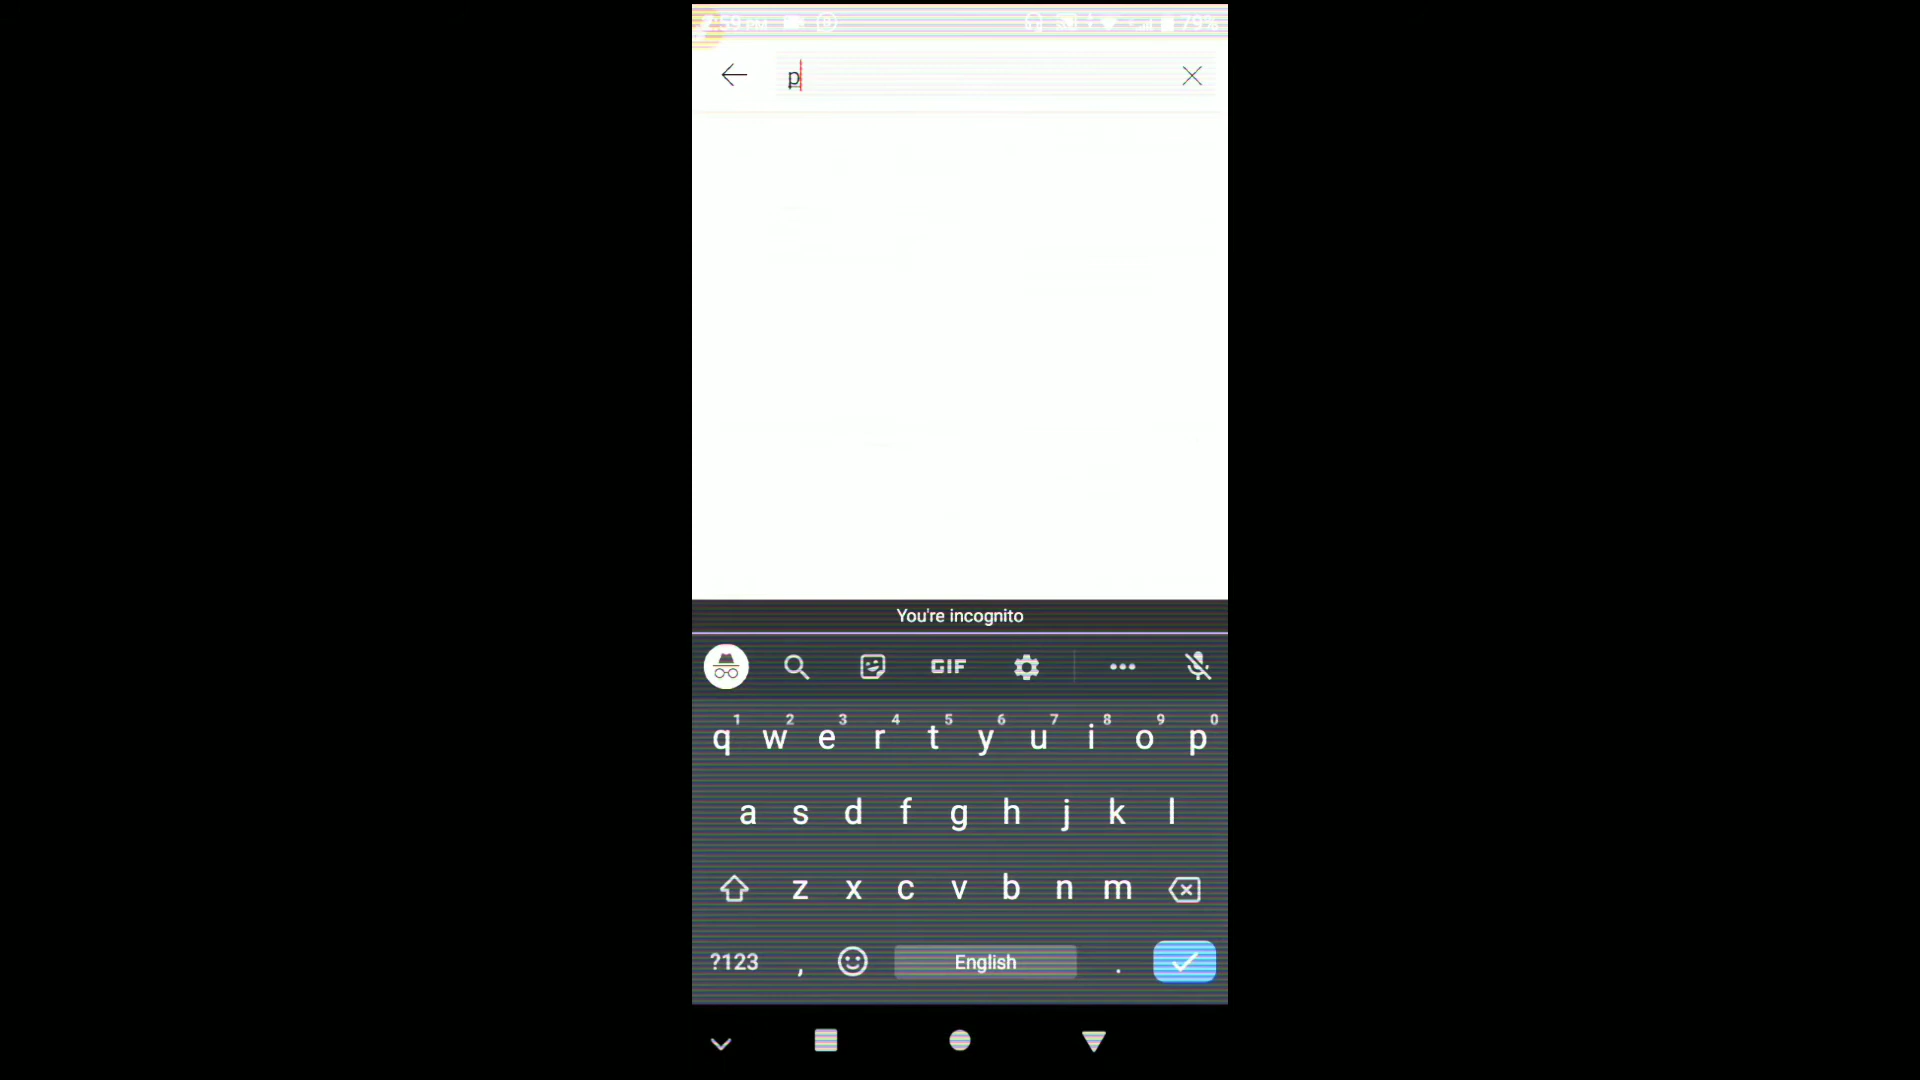 p
You're incognito
GIF
1 2 3 4 5 6 7 8 9 0
q w e r t y u i o p
a s d f g h j k l
z x c v b n m
?123 , English .